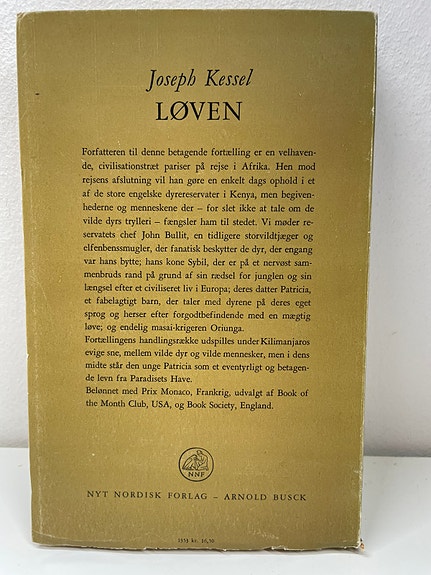 Joseph Kessel
LØVEN
Forfatteren til denne betagende fortælling er en velhaven-
de, civilisationstræt pariser på rejse i Afrika. Hen mod
rejsens afslutning vil han gøre en enkelt dags ophold i et
af de store engelske dyrereservater i Kenya, men begiven-
hederne og menneskene der – for slet ikke at tale om de
vilde dyrs trylleri – fængsler ham til stedet. Vi møder re-
servatets chef John Bullit, en tidligere storvildtjæger og
elfenbenssmugler, der fanatisk beskytter de dyr, der engang
var hans bytte; hans kone Sybil, der er på et nervøst sam-
menbruds rand på grund af sin rædsel for junglen og sin
længsel efter et civiliseret liv i Europa; deres datter Patricia,
et fabelagtigt barn, der taler med dyrene på deres eget
sprog og herser efter forgodtbefindende med en mægtig
løve; og endelig masai-krigeren Oriunga.
Fortællingens handlingsrække udspilles under Kilimanjaros
evige sne, mellem vilde dyr og vilde mennesker, men i dens
midte står den unge Patricia som et eventyrligt og betagen-
de levn fra Paradisets Have.
Belønnet med Prix Monaco, Frankrig, udvalgt af Book of
the Month Club, USA, og Book Society, England.
NNF
NYT NORDISK FORLAG – ARNOLD BUSCK
kr. 16,50